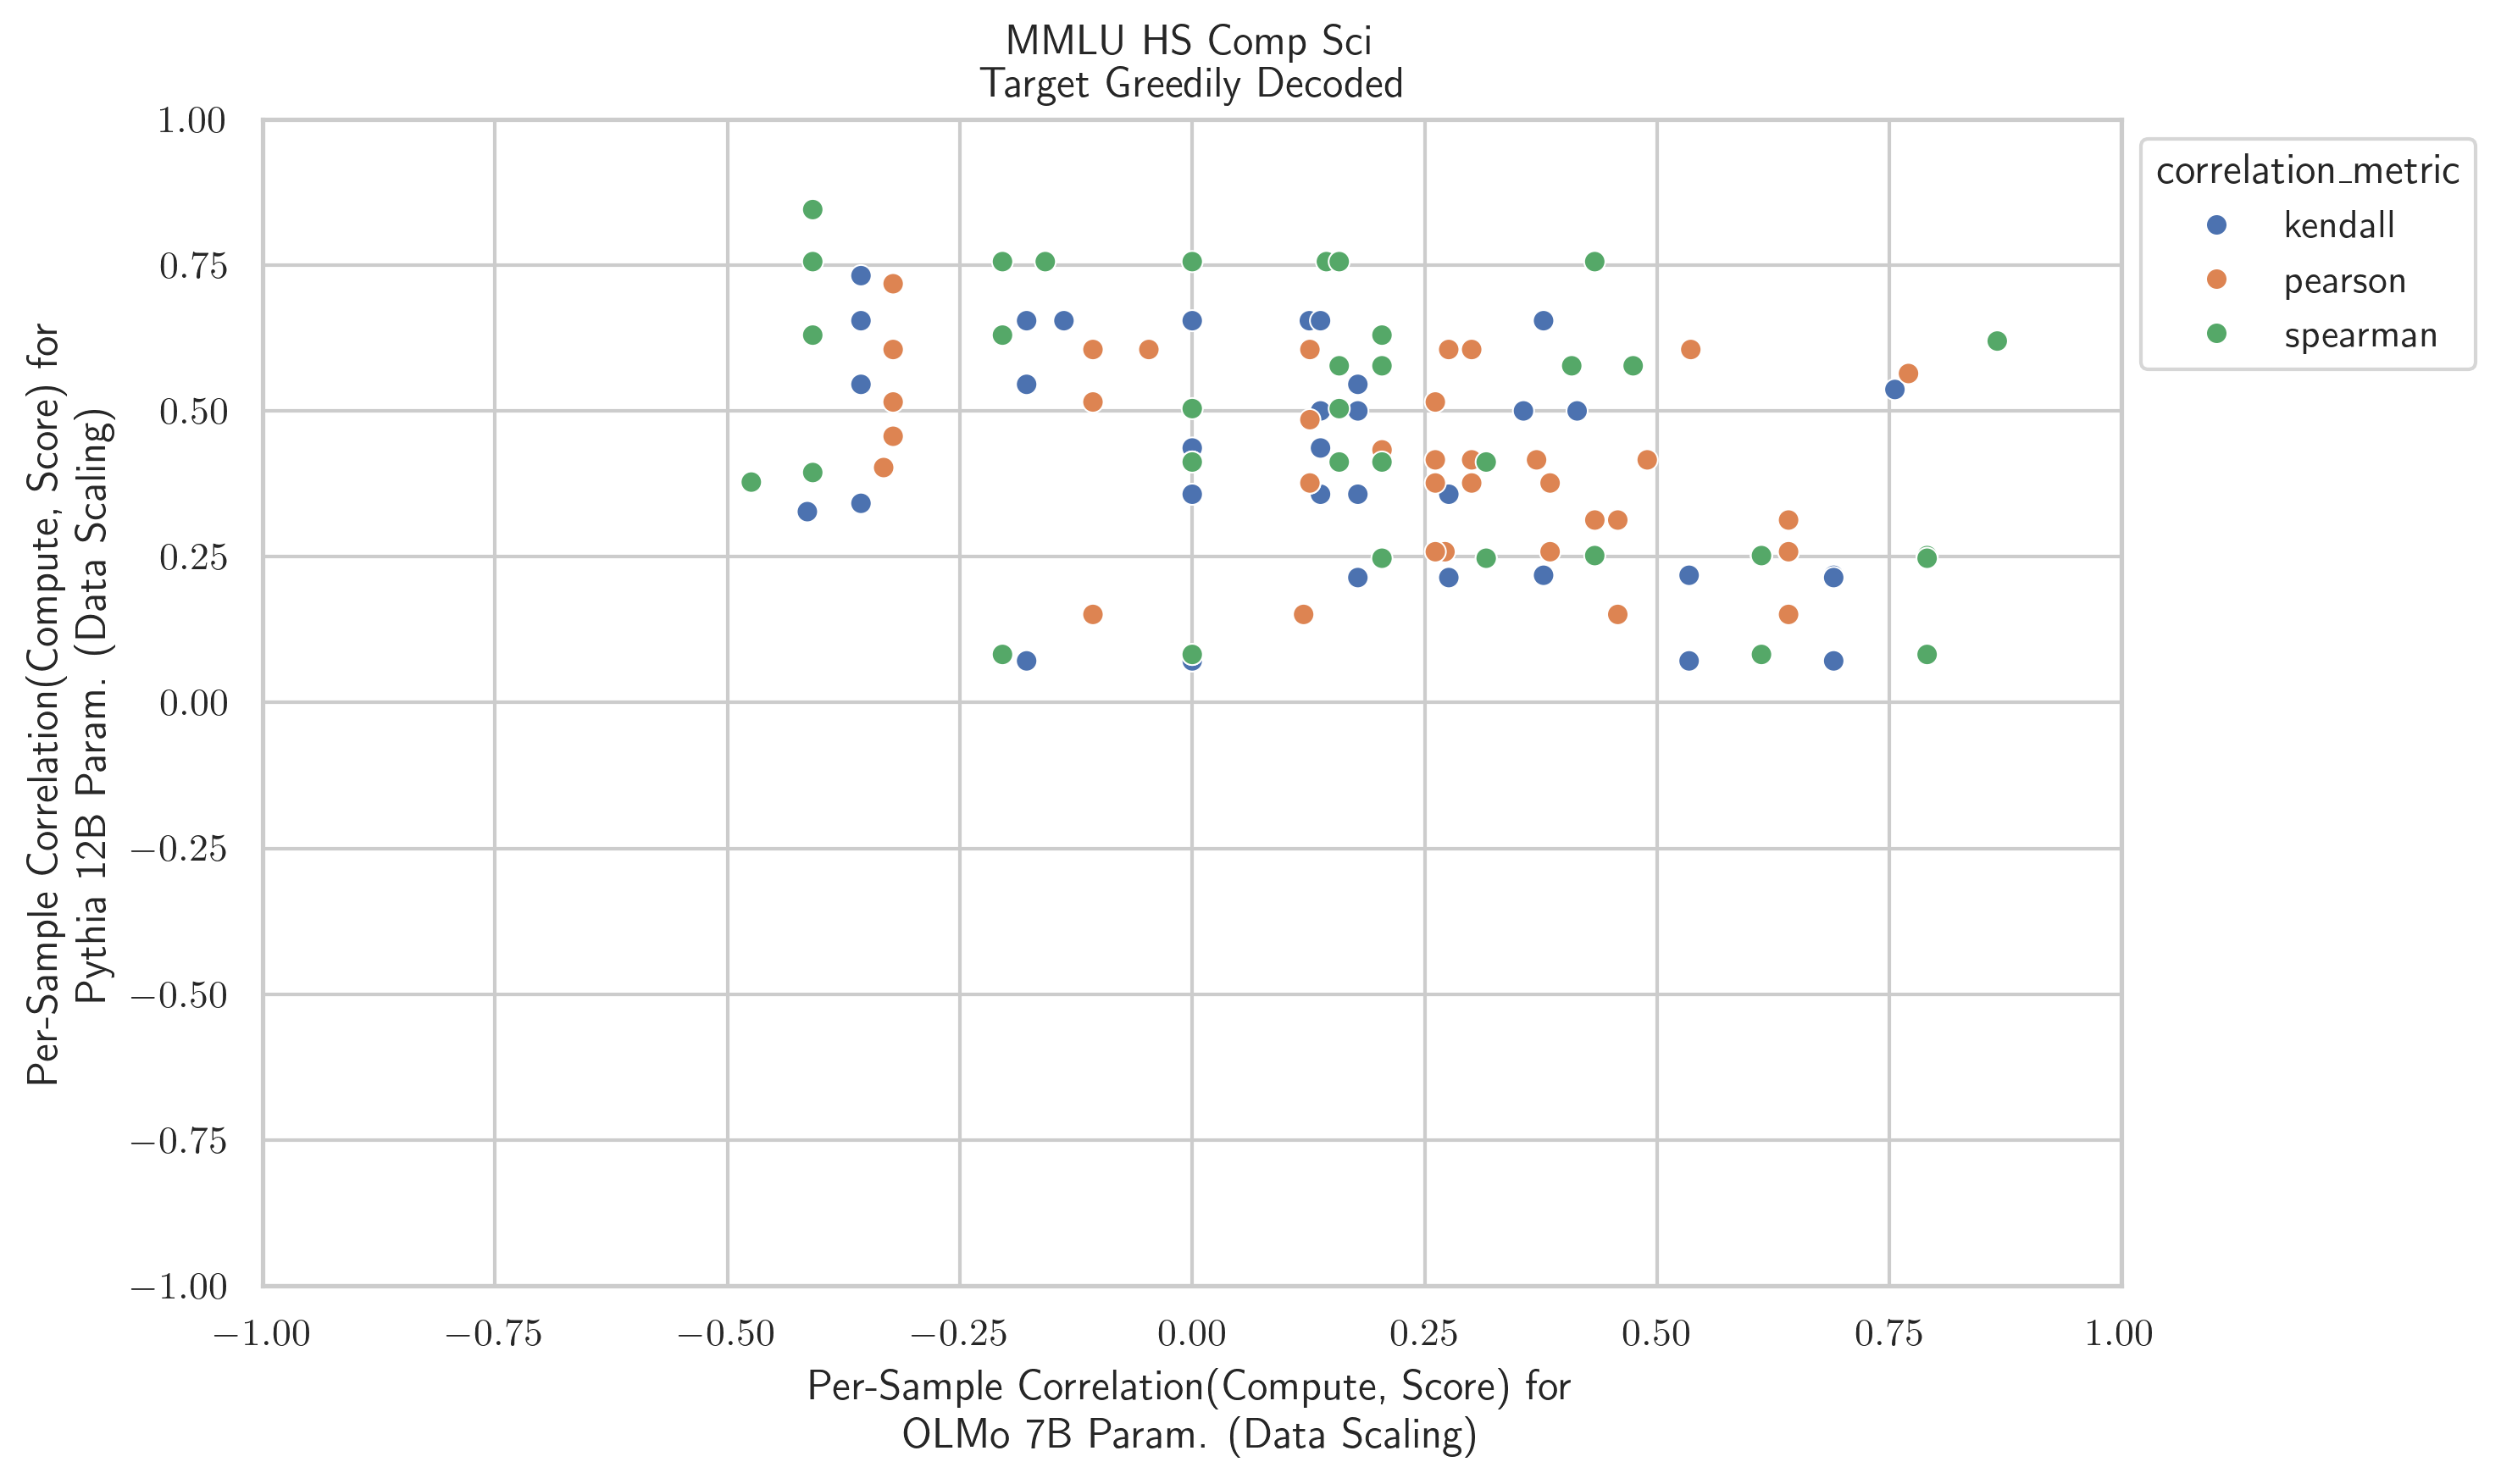 MMLU HS Comp Sci
Target Greedily Decoded
Per-Sample Correlation(Compute, Score) for
Pythia 12B Param. (Data Scaling)
1.00
0.75
0.50
0.25
0.00
−0.25
−0.50
−0.75
−1.00
−1.00 −0.75 −0.50 −0.25 0.00 0.25 0.50 0.75 1.00
Per-Sample Correlation(Compute, Score) for
OLMo 7B Param. (Data Scaling)
correlation_metric
kendall
pearson
spearman